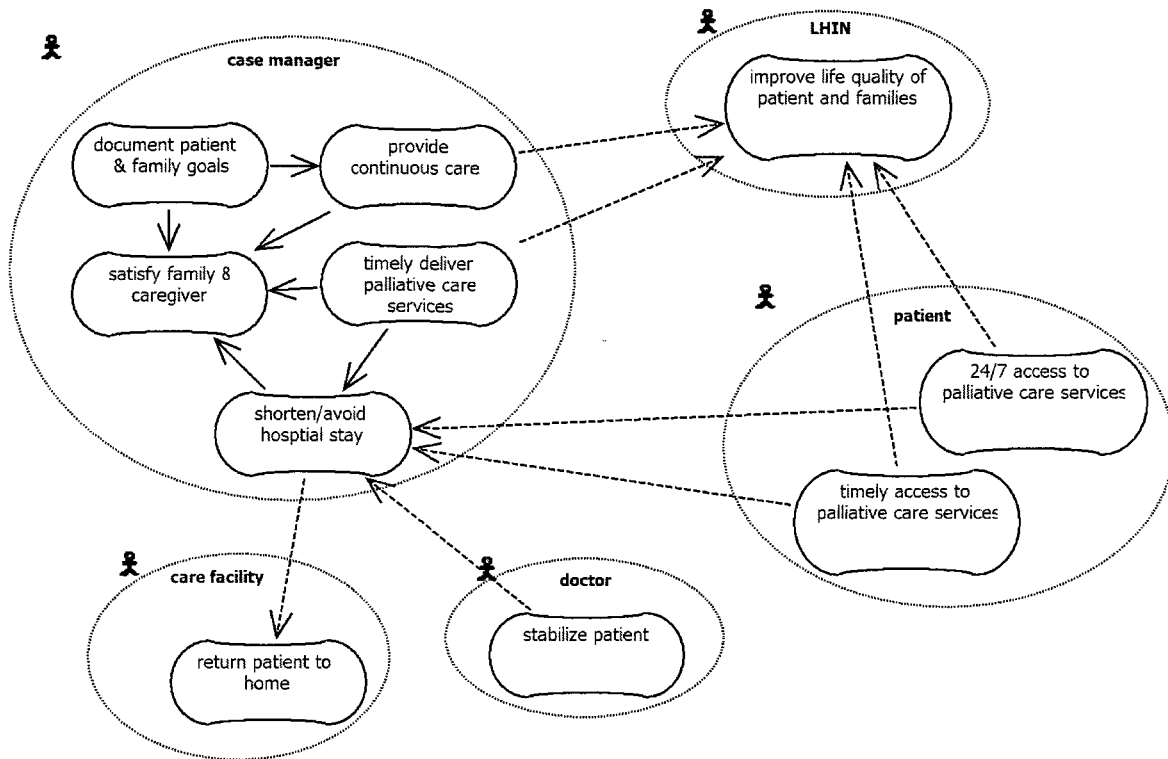 LHIN
improve life quality of
patient and families
case manager
document patient
& family goals
provide
continuous care
satisfy family 8
caregiver
timely deliver
palliative care
services
shorten/avoid
hosptial stay
patient
24/7 access to
palliative care services
timely access to
palliative care services
care facility
return patient to
home
doctor
stabilize patient